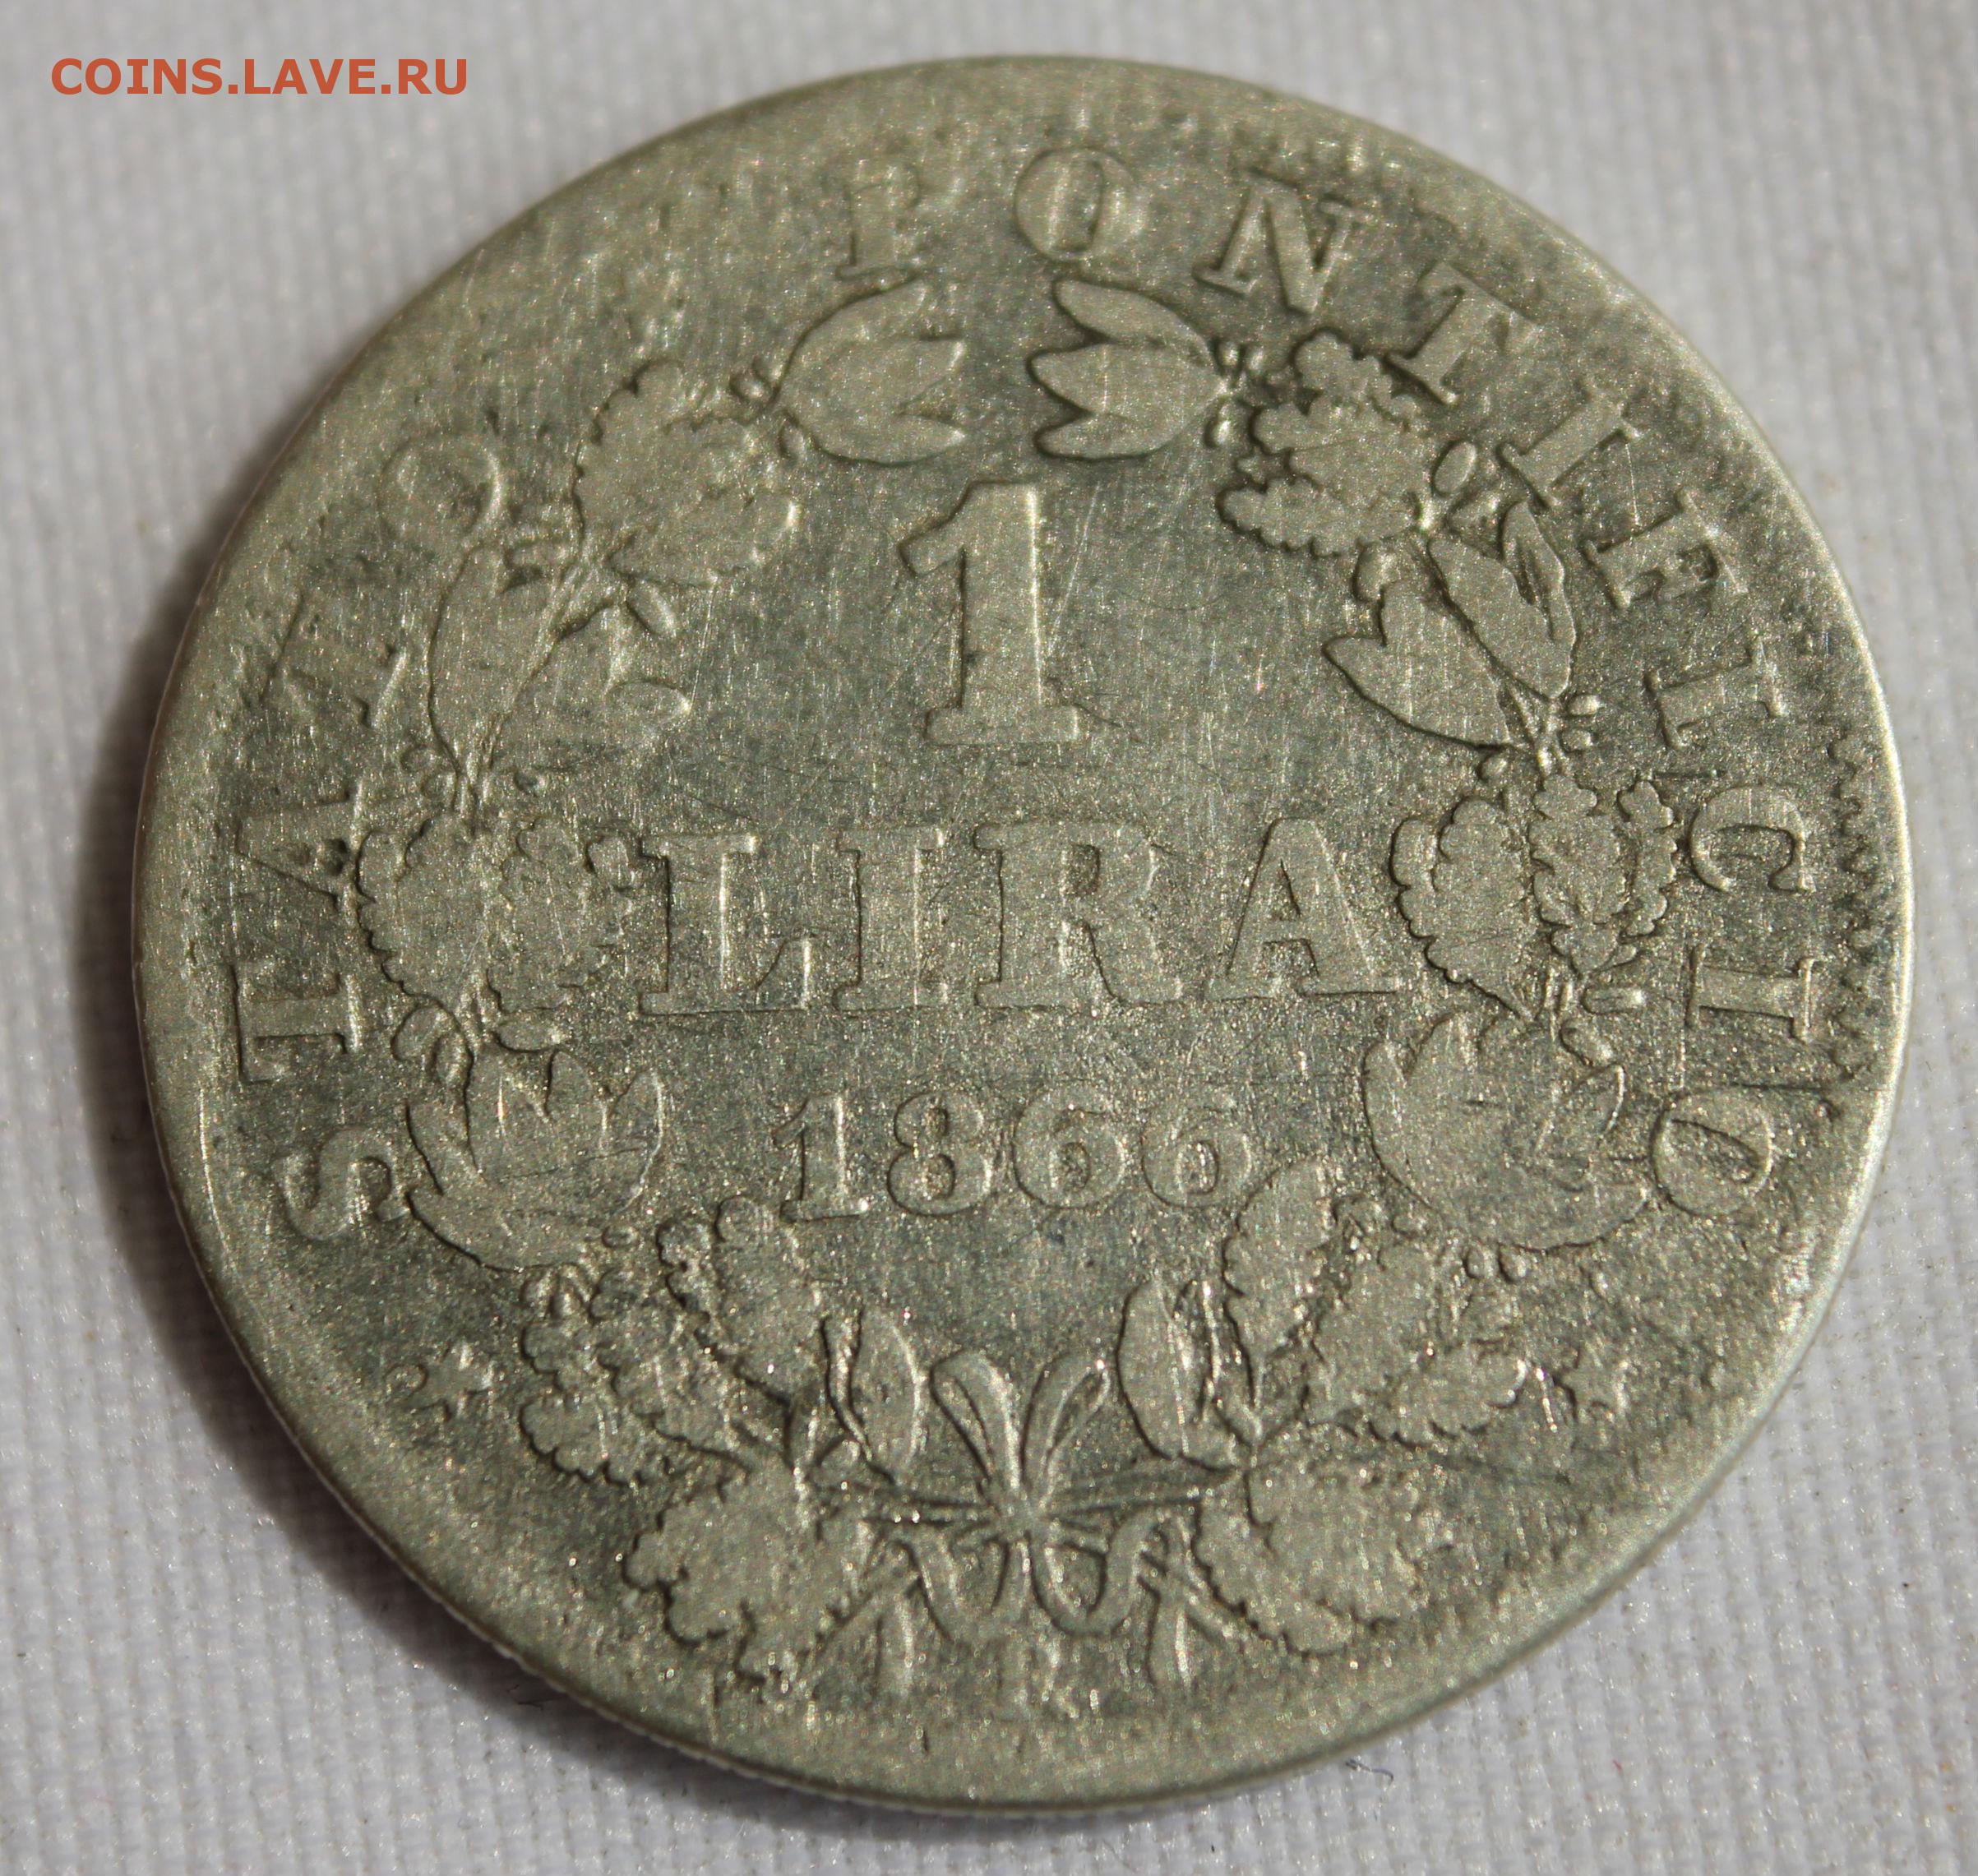 COINS.LAVE.RU
STATO PONTIFICIO
1
LIRA
1866
R